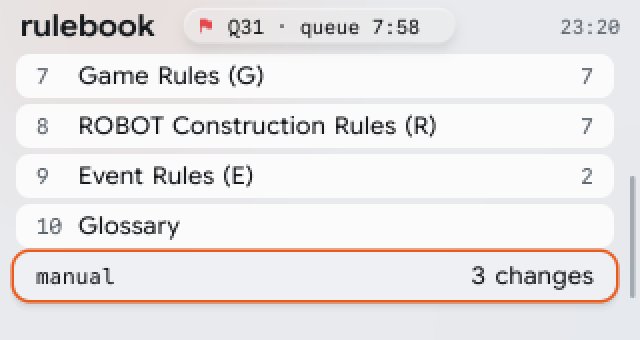 rulebook Q31 · queue 7:58 23:20
7 Game Rules (G) 7
8 ROBOT Construction Rules (R) 7
9 Event Rules (E) 2
10 Glossary
manual 3 changes